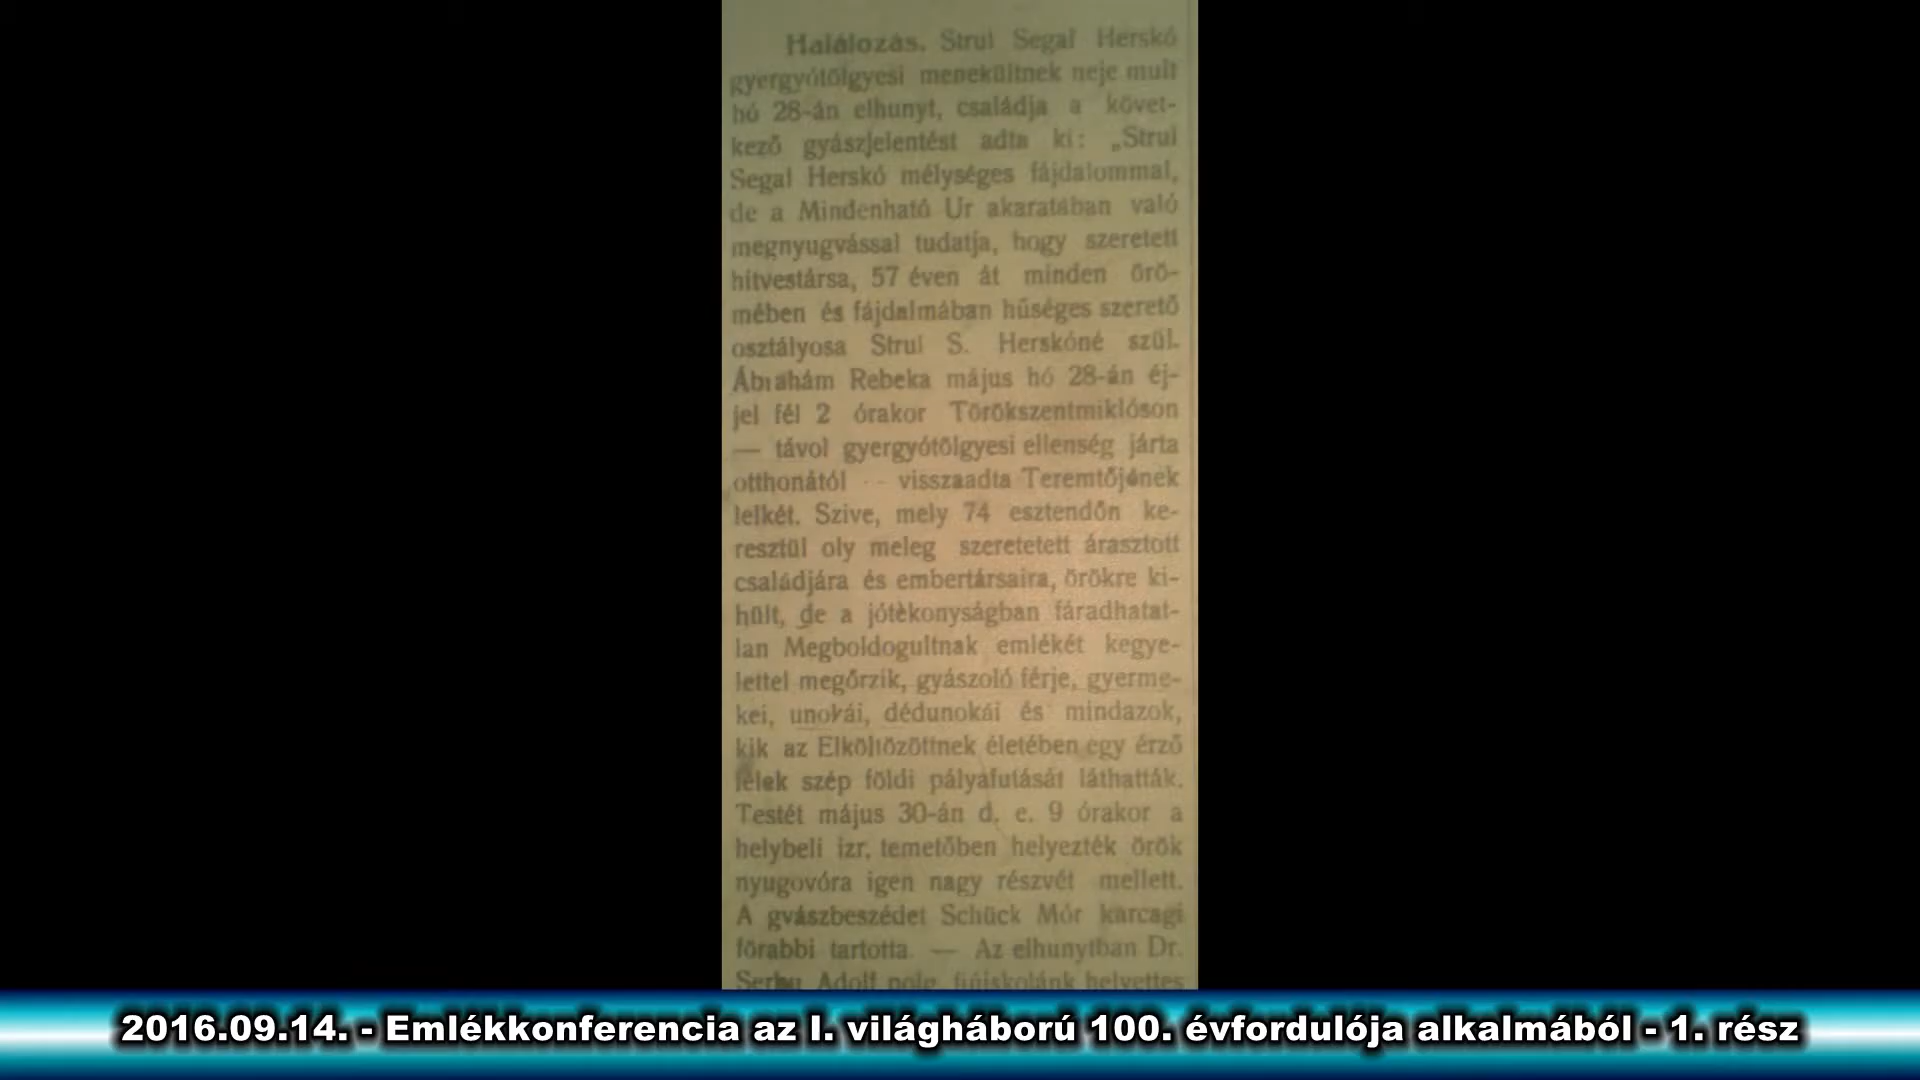 Halálozás. Strul Segal Herskó
gyergyótölgyesi menekültnek neje mult
hó 28-án elhunyt, családja a követ-
kező gyászjelentést adta ki: „Strul
Segal Herskó mélységes fájdalommal,
de a Mindenható Ur akaratában való
megnyugvással tudatja, hogy szeretett
hitvestársa, 57 éven át minden örö-
mében és fájdalmában hűséges szerető
osztályosa Strul S. Herskóné szül.
Ábrahám Rebeka május hó 28-án éj-
jel fél 2 órakor Törökszentmiklóson
— távol gyergyótölgyesi ellenség járta
otthonától — visszaadta Teremtőjének
lelkét. Szive, mely 74 esztendőn ke-
resztül oly meleg szeretetett árasztott
családjára és embertársaira, örökre ki-
hült, de a jótékonyságban fáradhatat-
lan Megboldogultnak emlékét kegye-
lettel megőrzik, gyászoló férje, gyerme-
kei, unokái, dédunokái és mindazok,
kik az Elköltözöttnek életében egy érző
lélek szép földi pályafutását láthatták.
Testét május 30-án d. e. 9 órakor a
helybeli izr. temetőben helyezték örök
nyugovóra igen nagy részvét mellett.
A gyászbeszédet Schück Mór karcagi
főrabbi tartotta. — Az elhunytban Dr.
Adolf polg. fiúiskolánk helyettes
2016.09.14. - Emlékkonferencia az I. világháború 100. évfordulója alkalmából - 1. rész